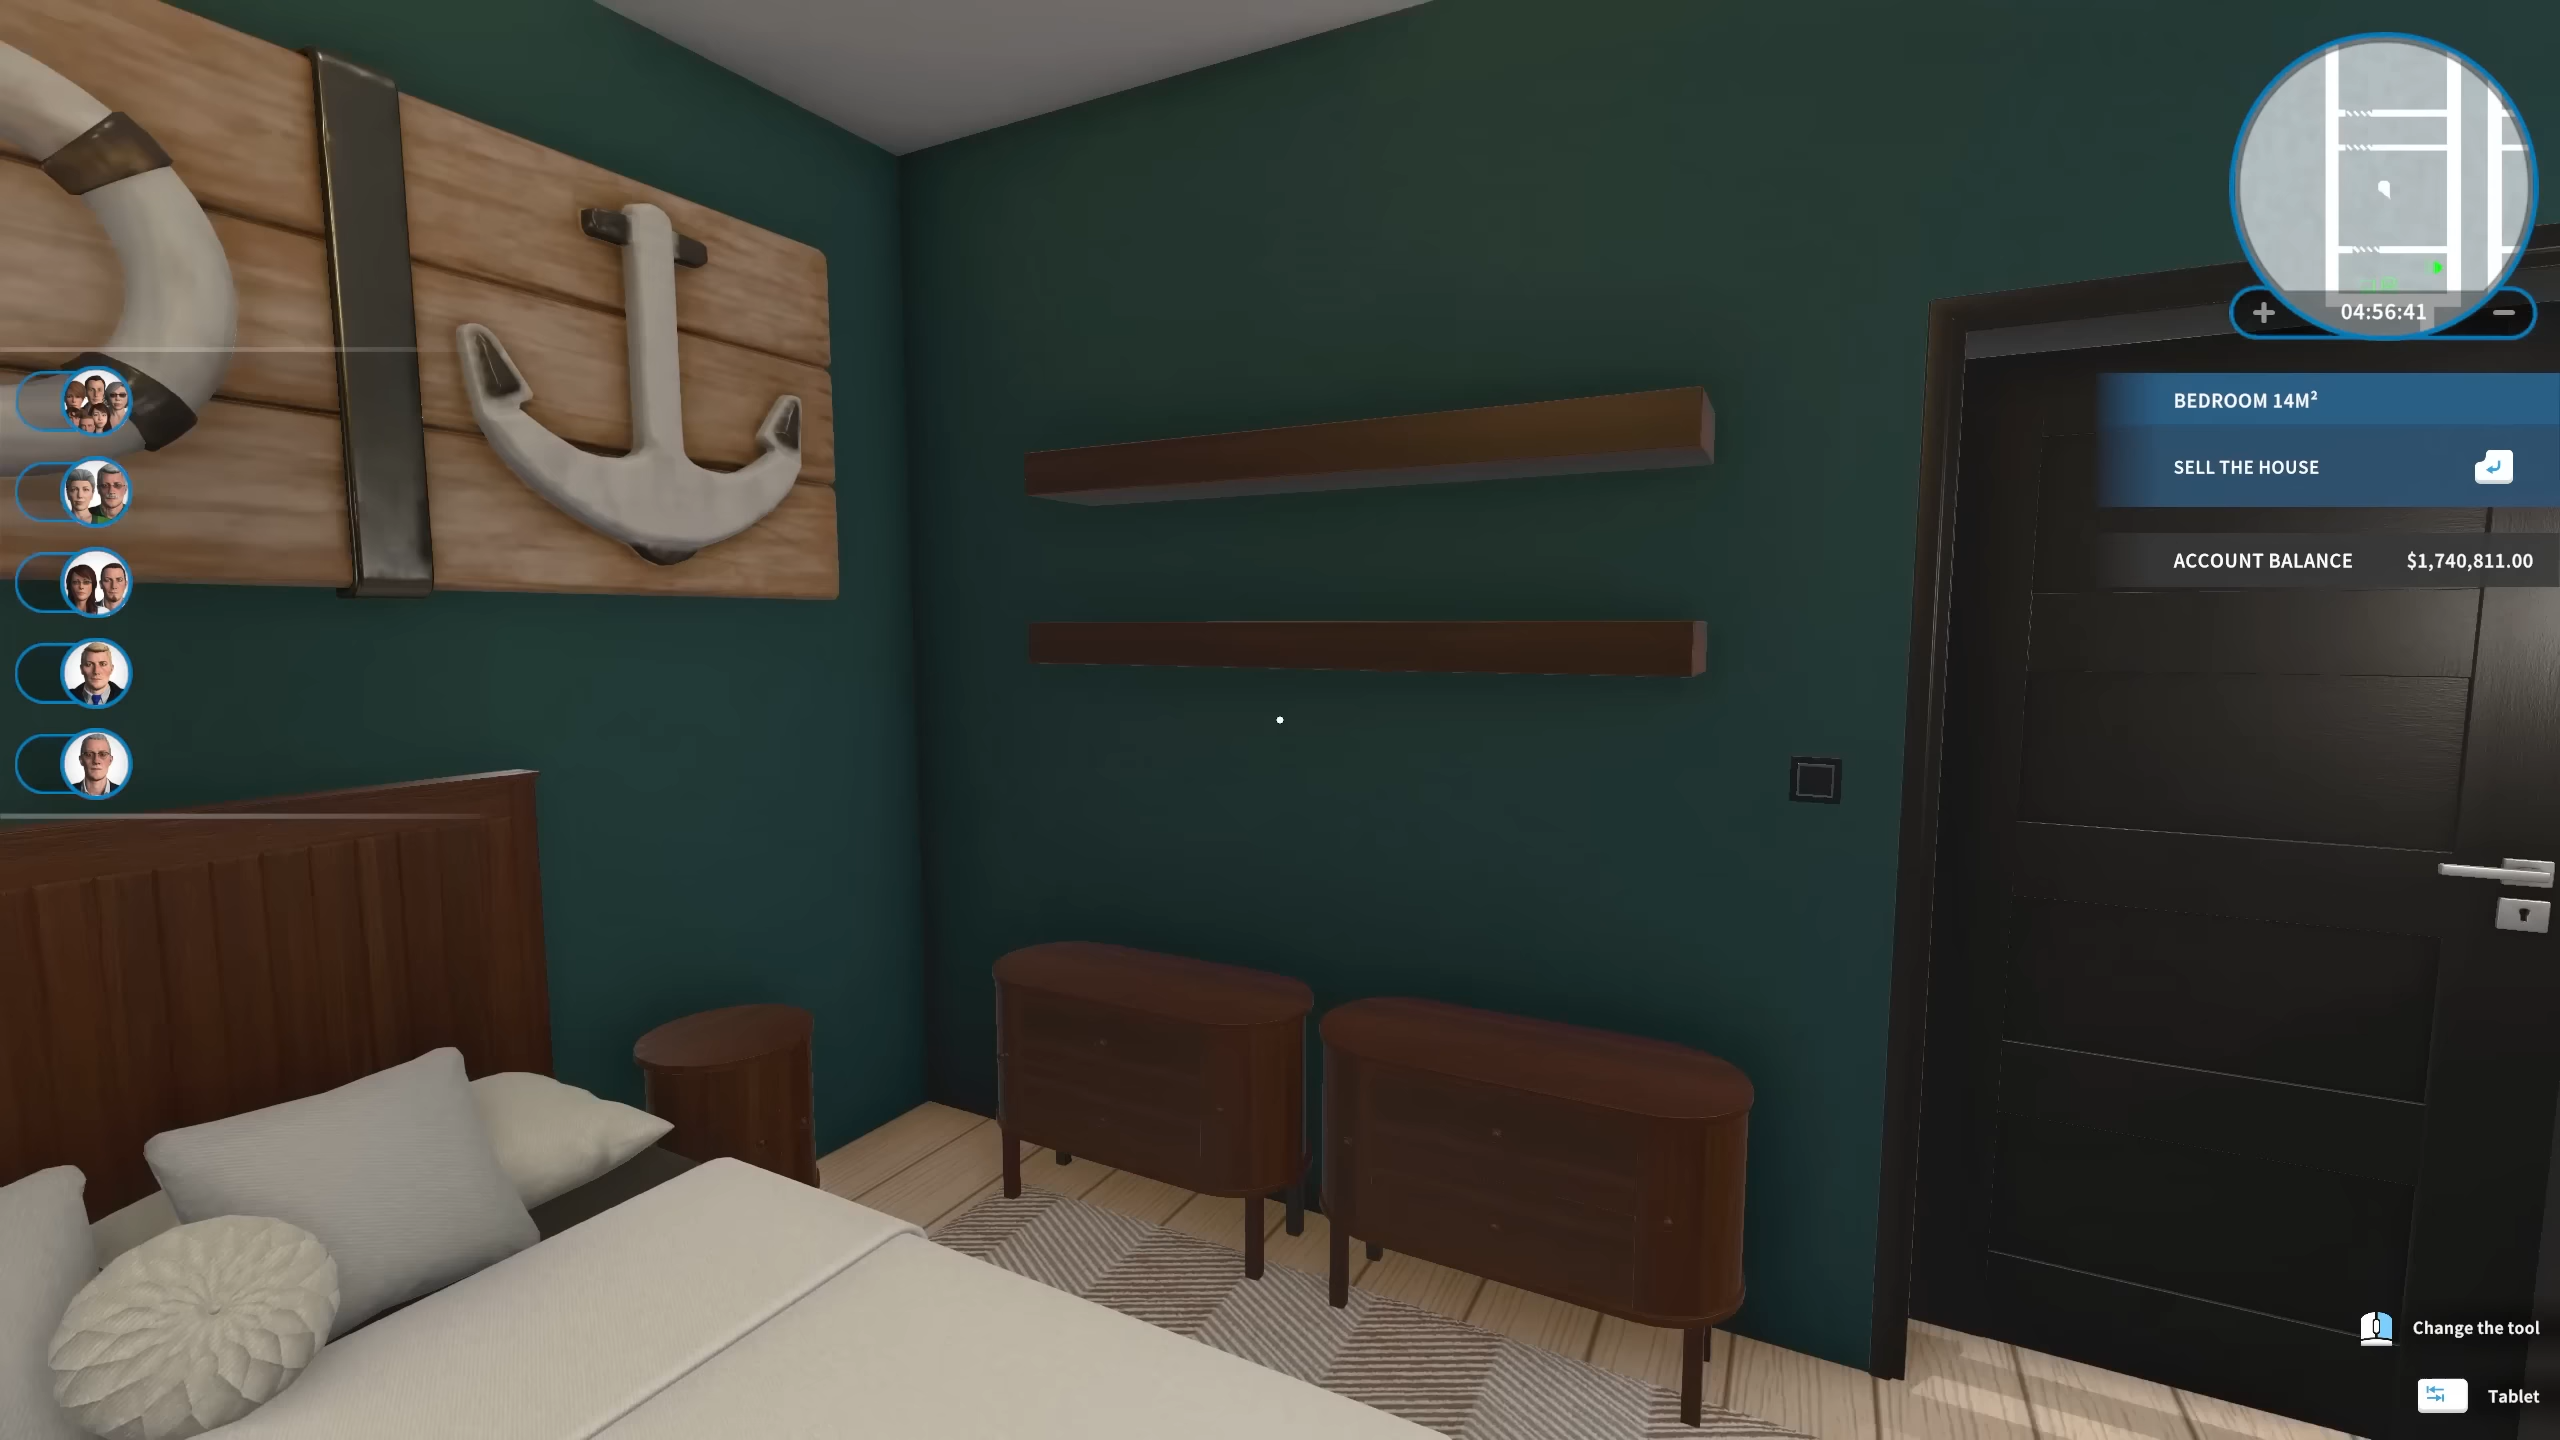 04:56:41
BEDROOM 14M²
SELL THE HOUSE
ACCOUNT BALANCE $1,740,811.00
Change the tool
Tablet